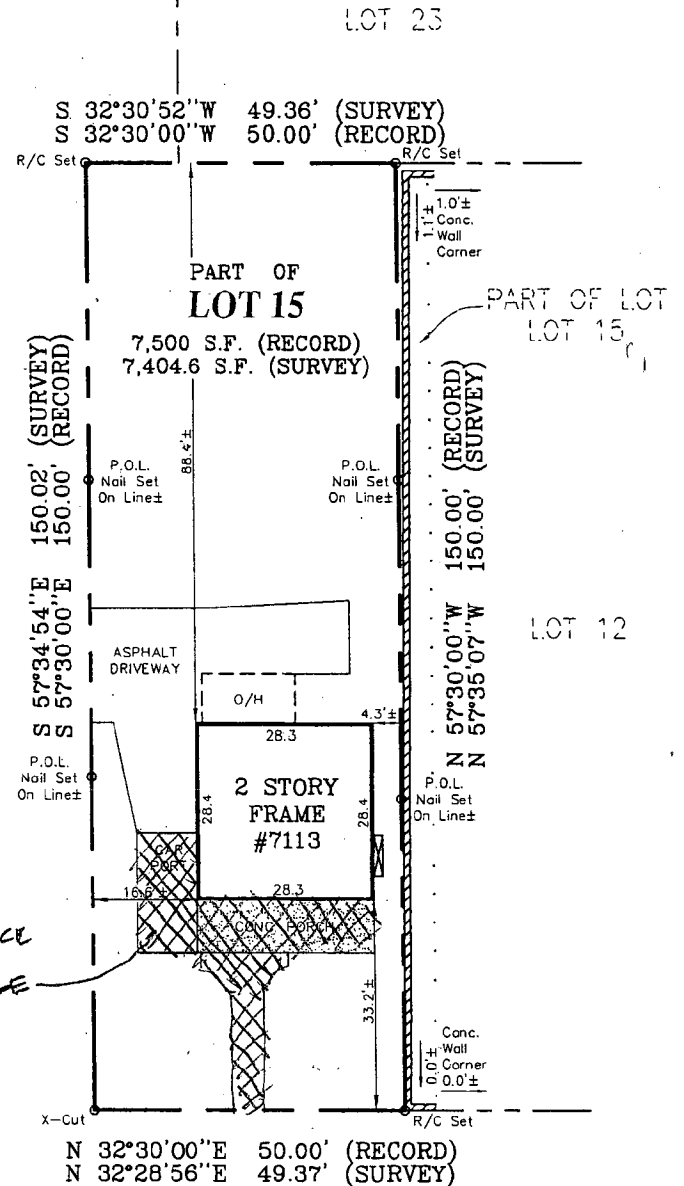 LOT 23
S 32°30'52"W 49.36' (SURVEY)
S 32°30'00"W 50.00' (RECORD)
R/C Set
R/C Set
1.1'±
1.0'±
Conc.
Wall
Corner
PART OF
LOT 15
7,500 S.F. (RECORD)
7,404.6 S.F. (SURVEY)
PART OF LOT
LOT 15
S 57°34'54"E 150.02' (SURVEY)
S 57°30'00"E 150.00' (RECORD)
88.4'±
P.O.L.
Nail Set
On Line±
P.O.L.
Nail Set
On Line±
N 57°30'00"W 150.00' (RECORD)
N 57°35'07"W 150.00' (SURVEY)
LOT 12
ASPHALT
DRIVEWAY
O/H
4.3'±
28.3
P.O.L.
Nail Set
On Line±
28.4
2 STORY
FRAME
#7113
28.4
P.O.L.
Nail Set
On Line±
CAR
PORT
16.6'±
28.3
CONC. PORCH
33.2'±
Conc.
Wall
Corner
0.0'±
0.0'±
X-Cut
R/C Set
N 32°30'00"E 50.00' (RECORD)
N 32°28'56"E 49.37' (SURVEY)